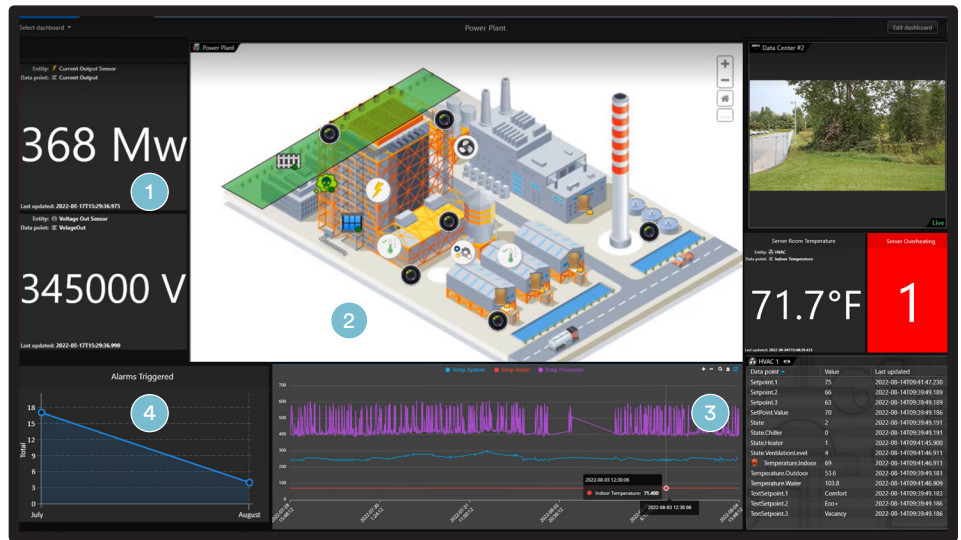 Select dashboard
Power Plant
Edit dashboard
Entity: Current Output Sensor
Data point: Current Output
368 Mw
1
Last updated: 2022-08-17T15:29:36.975
Entity: Voltage Out Sensor
Data point: VolageOut
345000 V
Last updated: 2022-08-17T15:29:36.990
Power Plant
2
Data Center #2
Live
Server Room Temperature
Entity: HVAC
Data point: Indoor Temperature
71.7°F
Server Overheating
1
Alarms Triggered
4
Total
18
15
12
9
6
3
0
July
August
Temp System
Temp Room
Temp Processor
3
700
600
500
400
300
200
100
0
2022-08-03 12:30:06
Indoor Temperature: 71.400
2022-08-03 12:30:06
HVAC 1
Data point Value Last updated
Setpoint.1 75 2022-08-14T09:41:47.230
Setpoint.2 66 2022-08-14T09:39:49.189
Setpoint.3 63 2022-08-14T09:39:49.189
SetPoint.Value 70 2022-08-14T09:39:49.186
State 2 2022-08-14T09:39:49.191
State.Chiller 0 2022-08-14T09:39:49.191
State.Heater 1 2022-08-14T09:41:45.900
State.VentilationLevel 4 2022-08-14T09:41:46.911
Temperature.Indoor 69 2022-08-14T09:41:46.911
Temperature.Outdoor 53.6 2022-08-14T09:39:49.181
Temperature.Water 103.8 2022-08-14T09:41:46.909
TextSetpoint.1 Comfort 2022-08-14T09:39:49.183
TextSetpoint.2 Eco+ 2022-08-14T09:39:49.186
TextSetpoint.3 Vacancy 2022-08-14T09:39:49.186